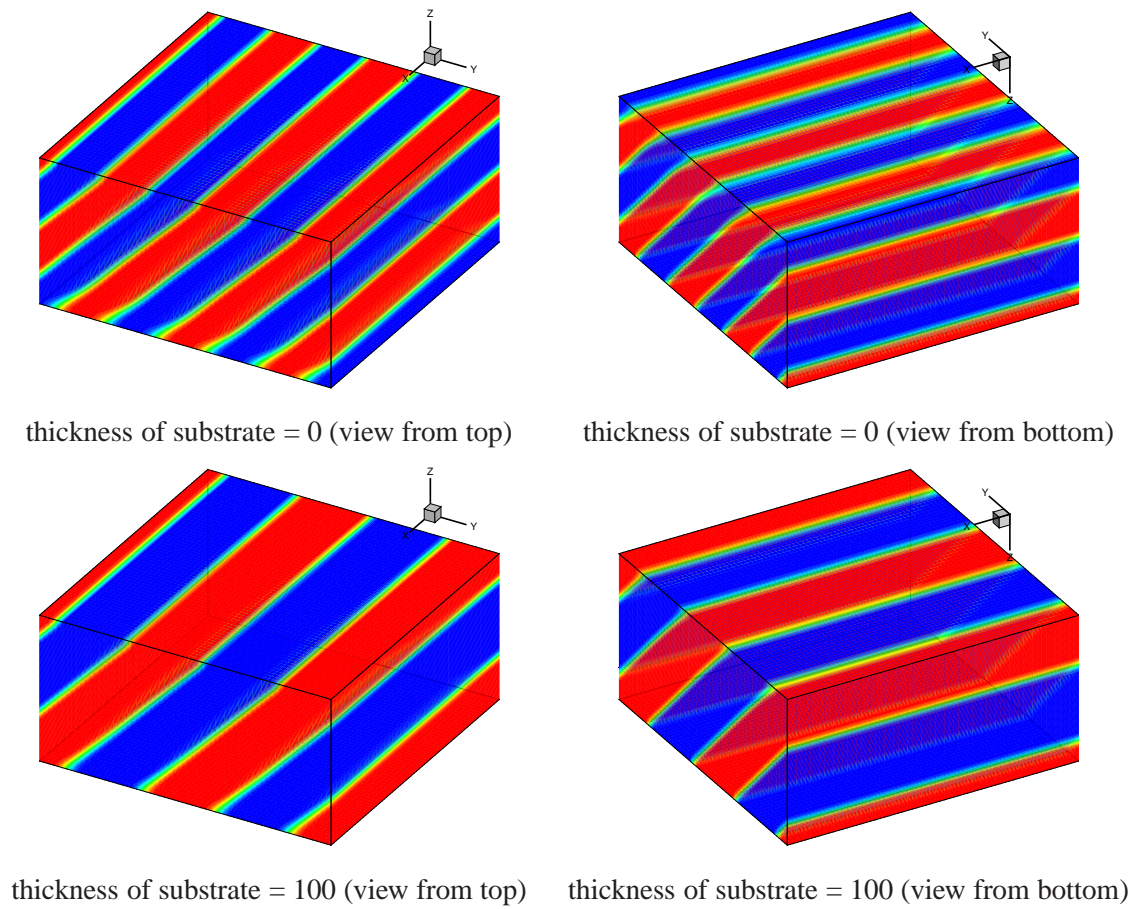 Z
X
Y
Y
X
Z
thickness of substrate = 0 (view from top)
thickness of substrate = 0 (view from bottom)
Z
X
Y
Y
X
Z
thickness of substrate = 100 (view from top)
thickness of substrate = 100 (view from bottom)